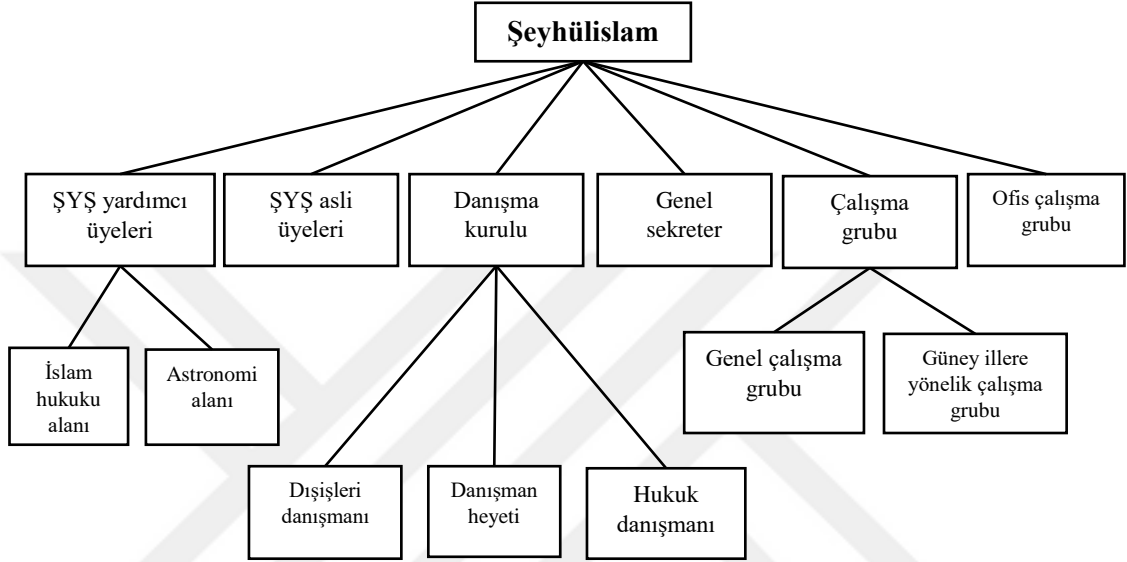 Şeyhülislam
ŞYŞ yardımcı
üyeleri
ŞYŞ asli
üyeleri
Danışma
kurulu
Genel
sekreter
Çalışma
grubu
Ofis çalışma
grubu
İslam
hukuku
alanı
Astronomi
alanı
Genel çalışma
grubu
Güney illere
yönelik çalışma
grubu
Dışişleri
danışmanı
Danışman
heyeti
Hukuk
danışmanı